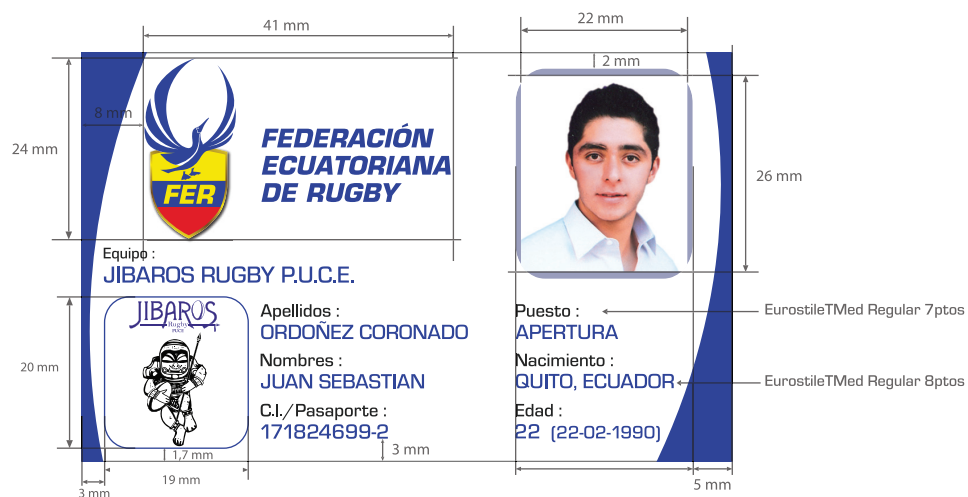 41 mm
22 mm
2 mm
8 mm
24 mm
26 mm
FEDERACIÓN
ECUATORIANA
DE RUGBY
FER
Equipo :
JIBAROS RUGBY P.U.C.E.
JIBAROS
Rugby
PUCE
20 mm
Apellidos :
ORDOÑEZ CORONADO
Nombres :
JUAN SEBASTIAN
C.I./Pasaporte :
171824699-2
Puesto :
APERTURA
Nacimiento :
QUITO, ECUADOR
Edad :
22 (22-02-1990)
EurostileTMed Regular 7ptos
EurostileTMed Regular 8ptos
1,7 mm
3 mm
19 mm
3 mm
5 mm